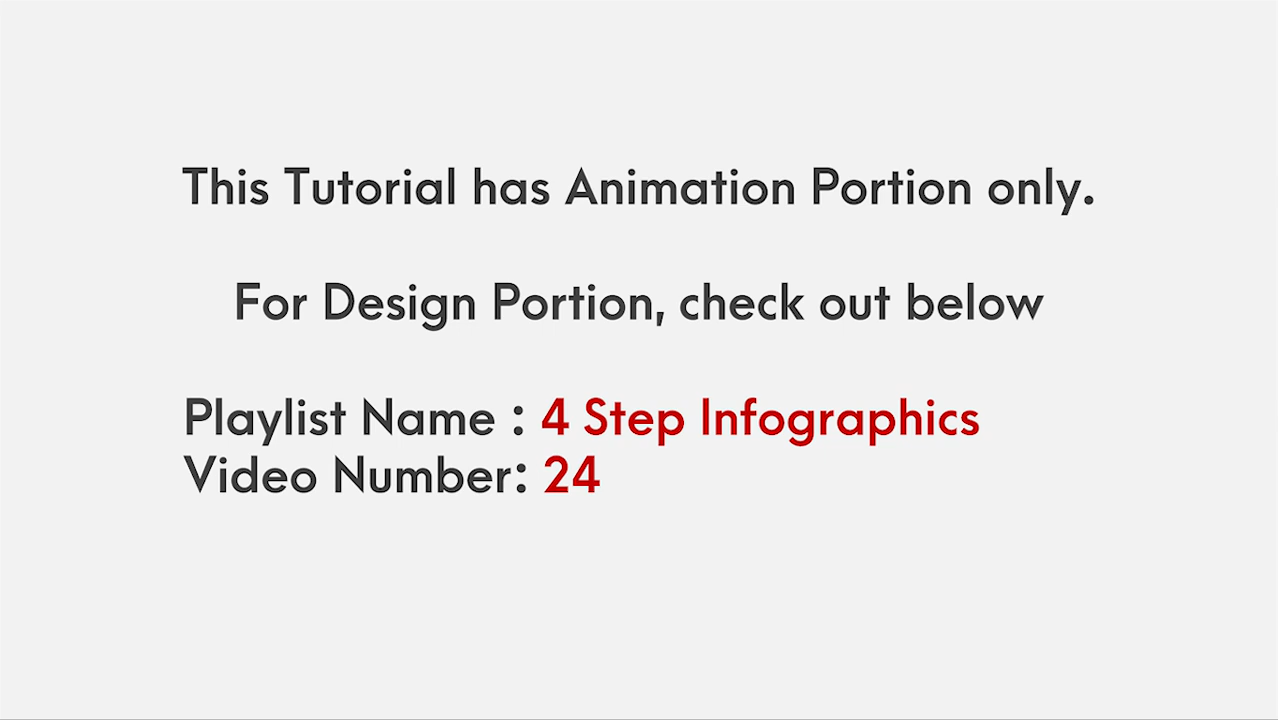 This Tutorial has Animation Portion only.
For Design Portion, check out below
Playlist Name : 4 Step Infographics
Video Number: 24